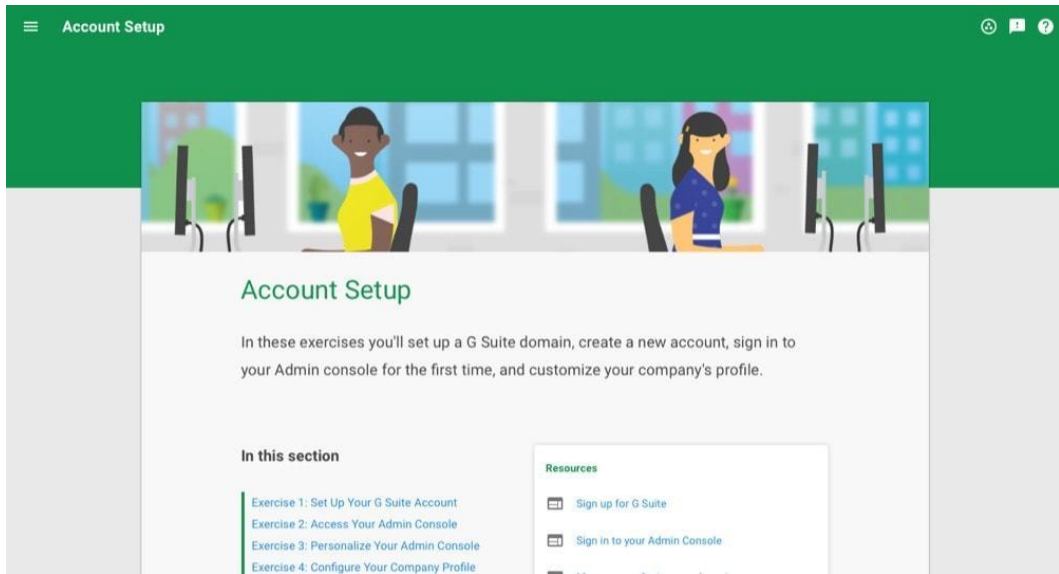 Account Setup
Account Setup
In these exercises you'll set up a G Suite domain, create a new account, sign in to
your Admin console for the first time, and customize your company's profile.
In this section
Exercise 1: Set Up Your G Suite Account
Exercise 2: Access Your Admin Console
Exercise 3: Personalize Your Admin Console
Exercise 4: Configure Your Company Profile
Resources
Sign up for G Suite
Sign in to your Admin Console